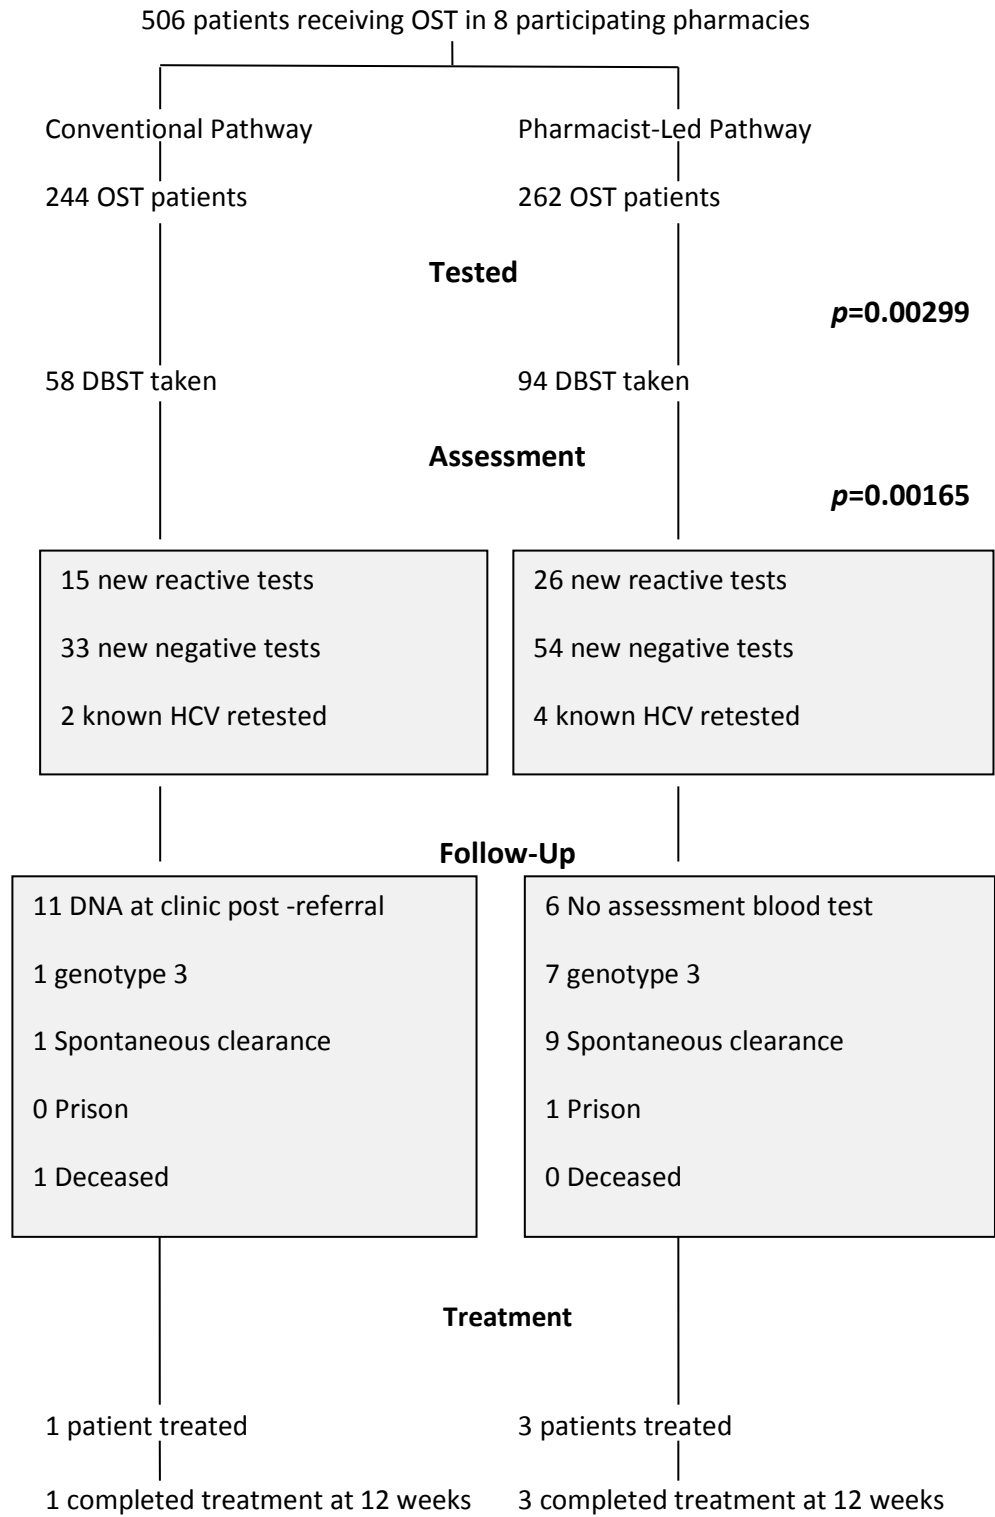 506 patients receiving OST in 8 participating pharmacies
Conventional Pathway
Pharmacist-Led Pathway
244 OST patients
262 OST patients
Tested
p=0.00299
58 DBST taken
94 DBST taken
Assessment
p=0.00165
15 new reactive tests
33 new negative tests
2 known HCV retested
26 new reactive tests
54 new negative tests
4 known HCV retested
Follow-Up
11 DNA at clinic post -referral
1 genotype 3
1 Spontaneous clearance
0 Prison
1 Deceased
6 No assessment blood test
7 genotype 3
9 Spontaneous clearance
1 Prison
0 Deceased
Treatment
1 patient treated
3 patients treated
1 completed treatment at 12 weeks
3 completed treatment at 12 weeks